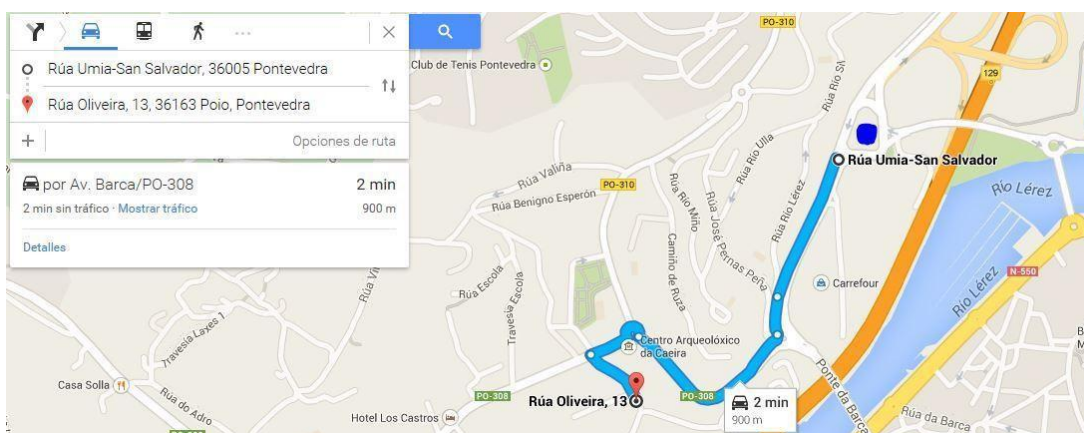 Rúa Umia-San Salvador, 36005 Pontevedra
Rúa Oliveira, 13, 36163 Poio, Pontevedra
Opciones de ruta
por Av. Barca/PO-308 2 min
2 min sin tráfico · Mostrar tráfico 900 m
Detalles
PO-310
Club de Tenis Pontevedra
129
Rúa Río Sil
Rúa Umia-San Salvador
Río Lérez
Rúa Río Ulla
Rúa Valiña
PO-310
Rúa Benigno Esperón
Rúa Río Miño
Rúa José Pernas Peña
Rúa Río Lérez
Camiño de Ruza
N-550
Río Lérez
Carrefour
Rúa Escola
Travesía Escola
Travesía Laxes 1
Centro Arqueolóxico
da Caeira
Ponte da Barca
Casa Solla
Rúa do Adro
PO-308
Rúa Oliveira, 13
PO-308
2 min
900 m
Hotel Los Castros
Rúa da Barca